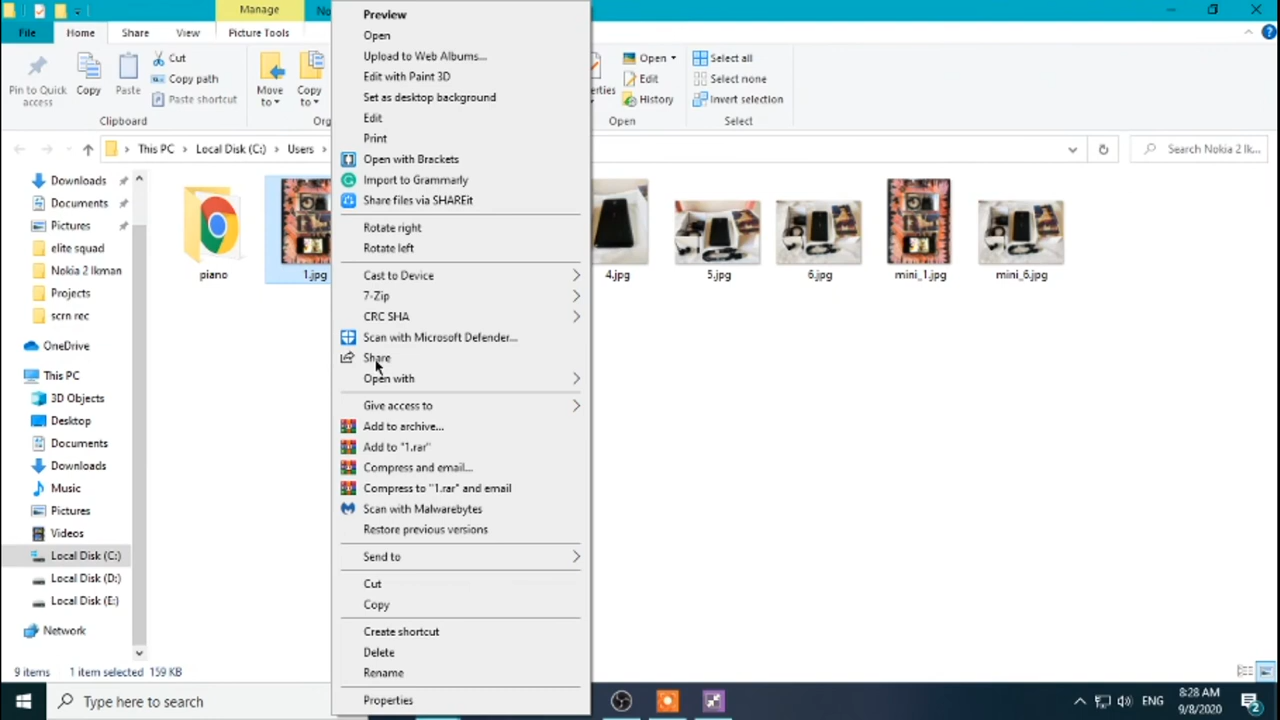 Manage
No
File
Home
Share
View
Picture Tools
Pin to Quick access
Copy
Paste
Cut
Copy path
Paste shortcut
Clipboard
Move to
Copy to
Org
erties
Open
Edit
History
Open
Select all
Select none
Invert selection
Select
This PC
Local Disk (C:)
Users
Search Nokia 2 Ik...
Downloads
Documents
Pictures
elite squad
Nokia 2 Ikman
Projects
scrn rec
OneDrive
This PC
3D Objects
Desktop
Documents
Downloads
Music
Pictures
Videos
Local Disk (C:)
Local Disk (D:)
Local Disk (E:)
Network
piano
1.jpg
4.jpg
5.jpg
6.jpg
mini_1.jpg
mini_6.jpg
Preview
Open
Upload to Web Albums...
Edit with Paint 3D
Set as desktop background
Edit
Print
Open with Brackets
Import to Grammarly
Share files via SHAREit
Rotate right
Rotate left
Cast to Device
7-Zip
CRC SHA
Scan with Microsoft Defender...
Share
Open with
Give access to
Add to archive...
Add to "1.rar"
Compress and email...
Compress to "1.rar" and email
Scan with Malwarebytes
Restore previous versions
Send to
Cut
Copy
Create shortcut
Delete
Rename
Properties
9 items
1 item selected 159 KB
Type here to search
ENG
8:28 AM
9/8/2020
2